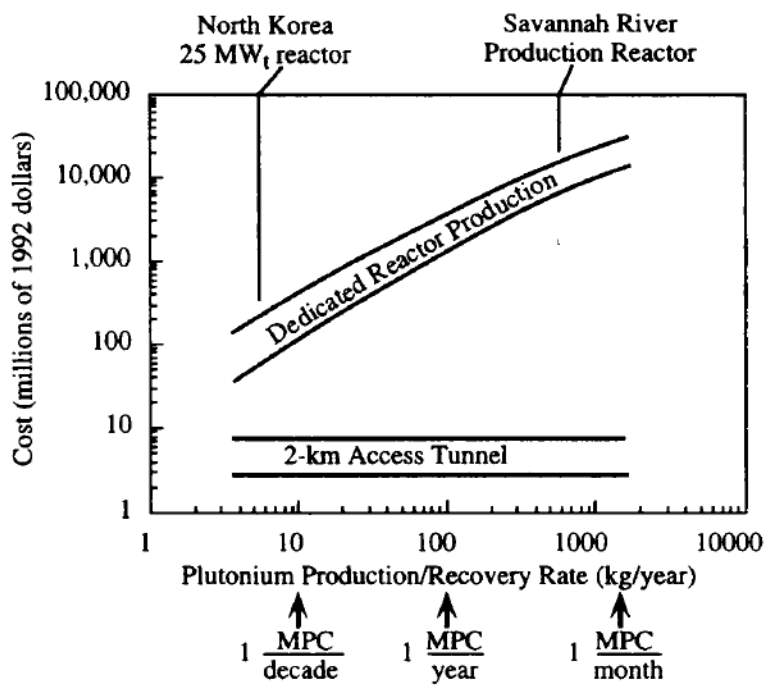 North Korea
25 MWt reactor
Savannah River
Production Reactor
Cost (millions of 1992 dollars)
100,000
10,000
1,000
100
10
1
Dedicated Reactor Production
2-km Access Tunnel
1 10 100 1000 10000
Plutonium Production/Recovery Rate (kg/year)
1 MPC/decade
1 MPC/year
1 MPC/month